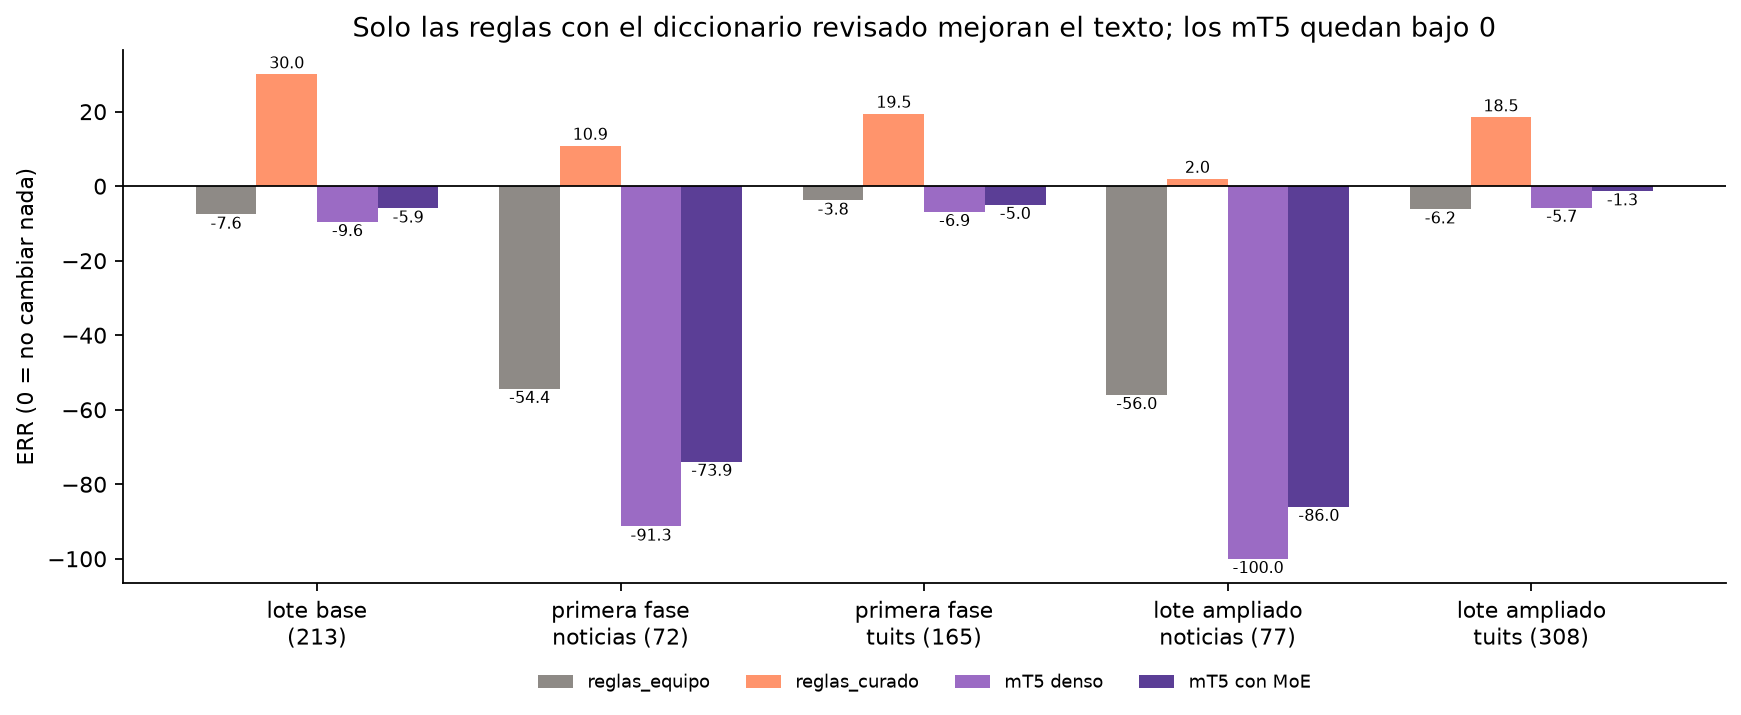 Solo las reglas con el diccionario revisado mejoran el texto; los mT5 quedan bajo 0
ERR (0 = no cambiar nada)
20
0
−20
−40
−60
−80
−100
-7.6
30.0
-9.6
-5.9
-54.4
10.9
-91.3
-73.9
-3.8
19.5
-6.9
-5.0
-56.0
2.0
-100.0
-86.0
-6.2
18.5
-5.7
-1.3
lote base
(213)
primera fase
noticias (72)
primera fase
tuits (165)
lote ampliado
noticias (77)
lote ampliado
tuits (308)
reglas_equipo
reglas_curado
mT5 denso
mT5 con MoE